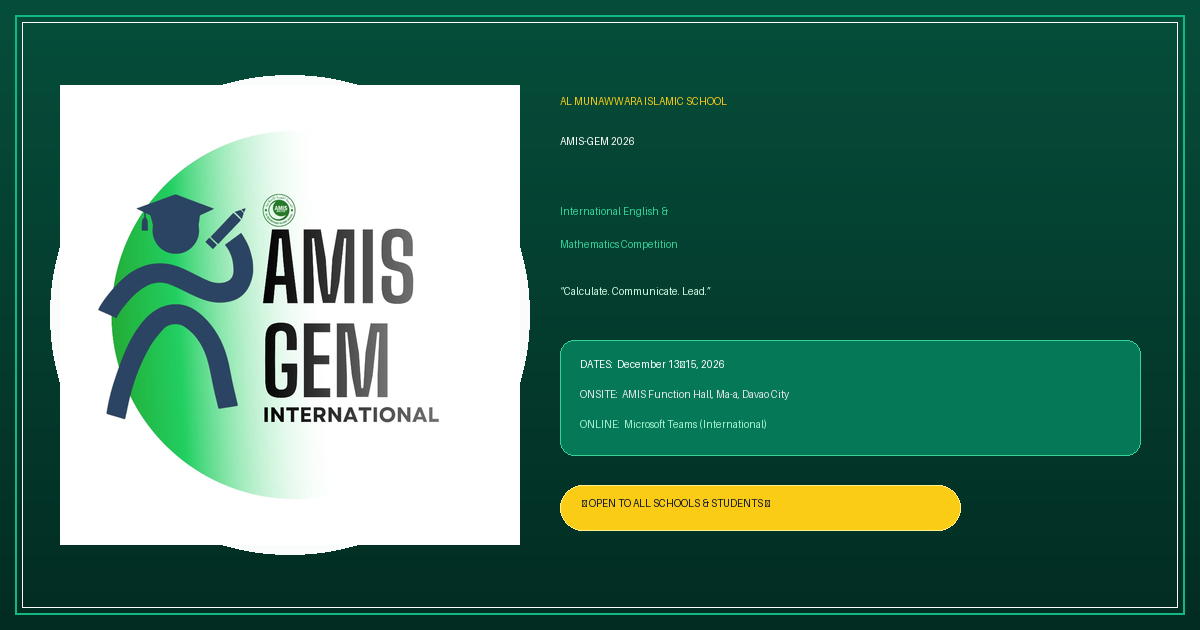 AMIS
AMIS
GEM
INTERNATIONAL
AL MUNAWWARA ISLAMIC SCHOOL
AMIS-GEM 2026
International English &
Mathematics Competition
"Calculate. Communicate. Lead."
DATES: December 13☒15, 2026
ONSITE: AMIS Function Hall, Ma-a, Davao City
ONLINE: Microsoft Teams (International)
☒ OPEN TO ALL SCHOOLS & STUDENTS ☒